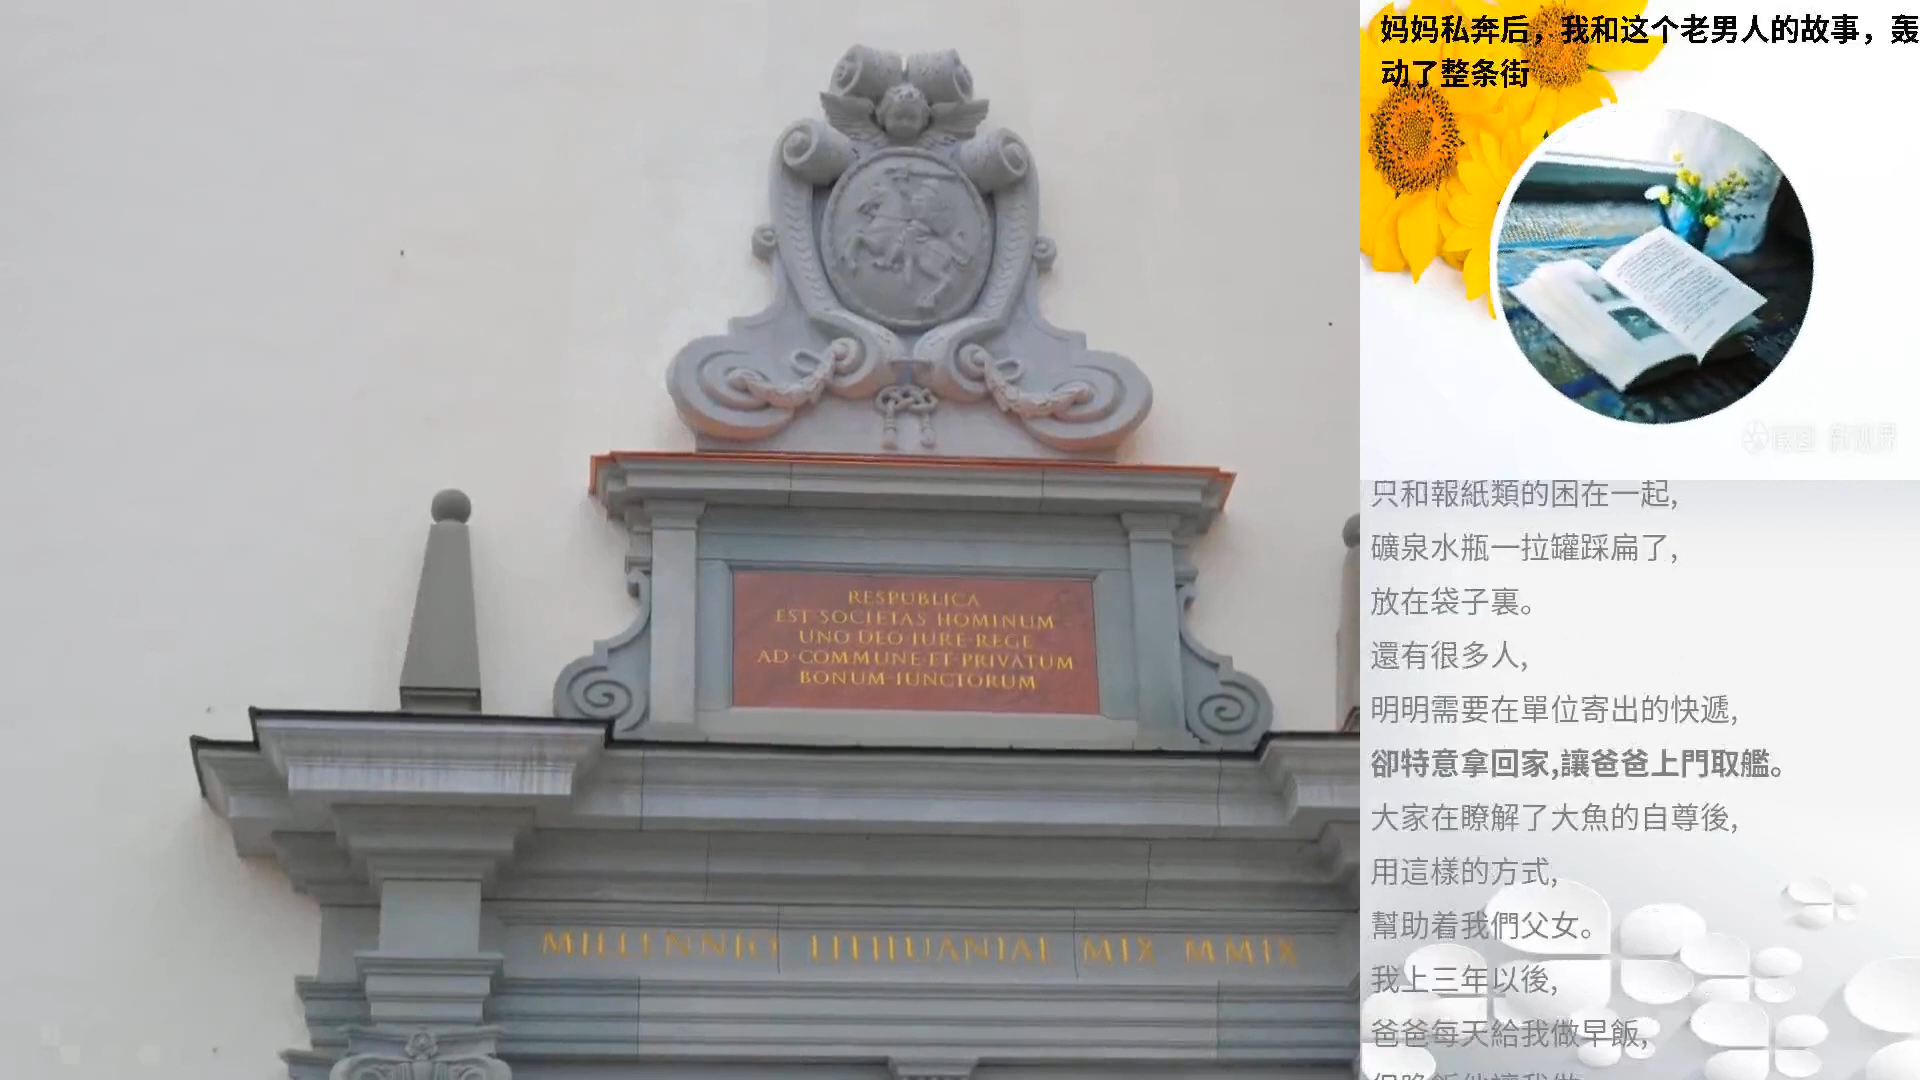 RESPUBLICA
EST SOCIETAS HOMINUM
UNO DEO IURE REGE
AD COMMUNE ET PRIVATUM
BONUM IUNCTORUM
MILLENNIO LITHUANIAE MIX MMIX
妈妈私奔后，我和这个老男人的故事，轰
动了整条街
只和報紙類的困在一起,
礦泉水瓶一拉罐踩扁了,
放在袋子裏。
還有很多人,
明明需要在單位寄出的快遞,
卻特意拿回家,讓爸爸上門取艦。
大家在瞭解了大魚的自尊後,
用這樣的方式,
幫助着我們父女。
我上三年以後,
爸爸每天給我做早飯,